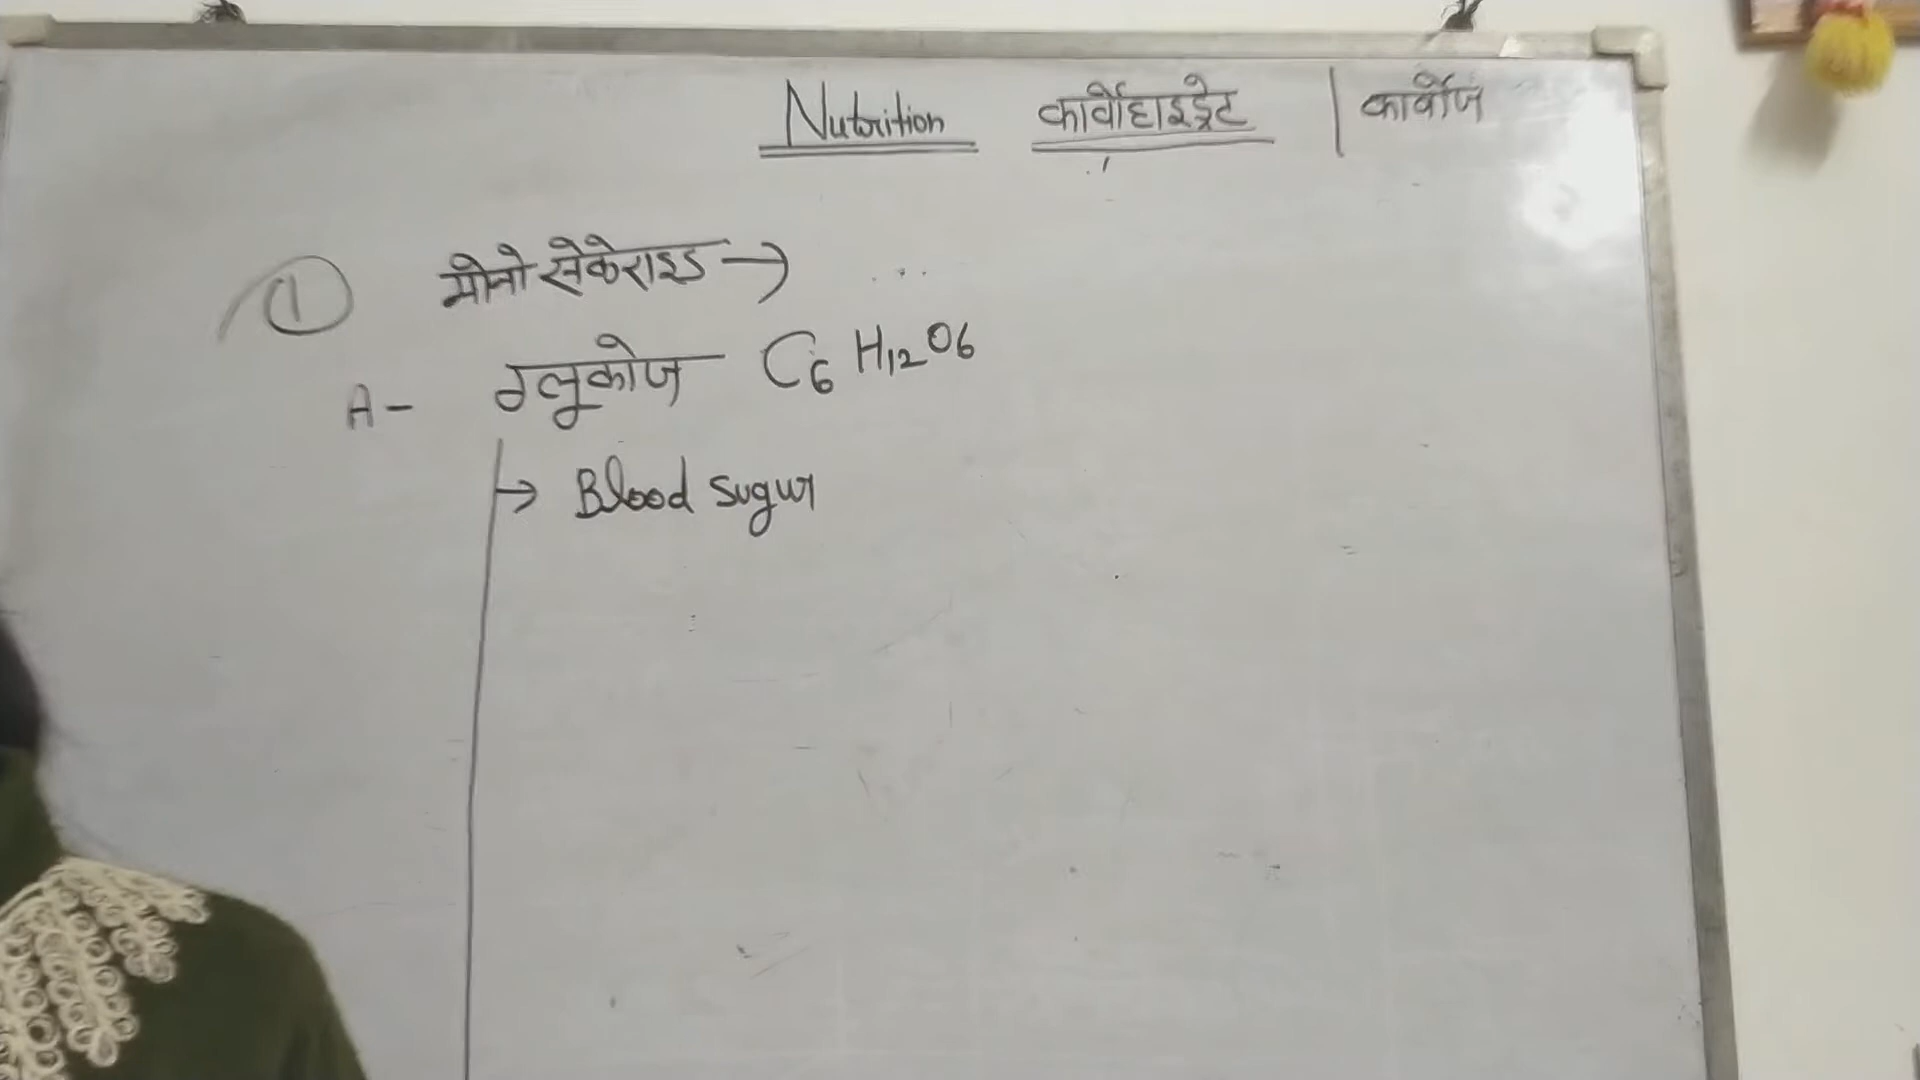 Nutrition कार्वोहाइड्रेट | कार्वोज
① मोनो सेकेराइड →
A- ग्लूकोज C6 H12 O6
→ Blood sugar